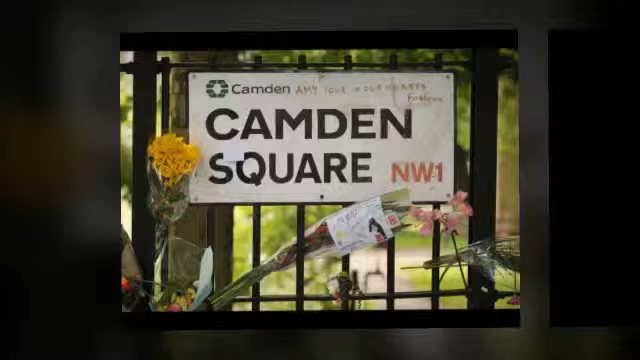 Camden
AMY YOUR IN OUR HEARTS
Forever
CAMDEN
SQUARE NW1